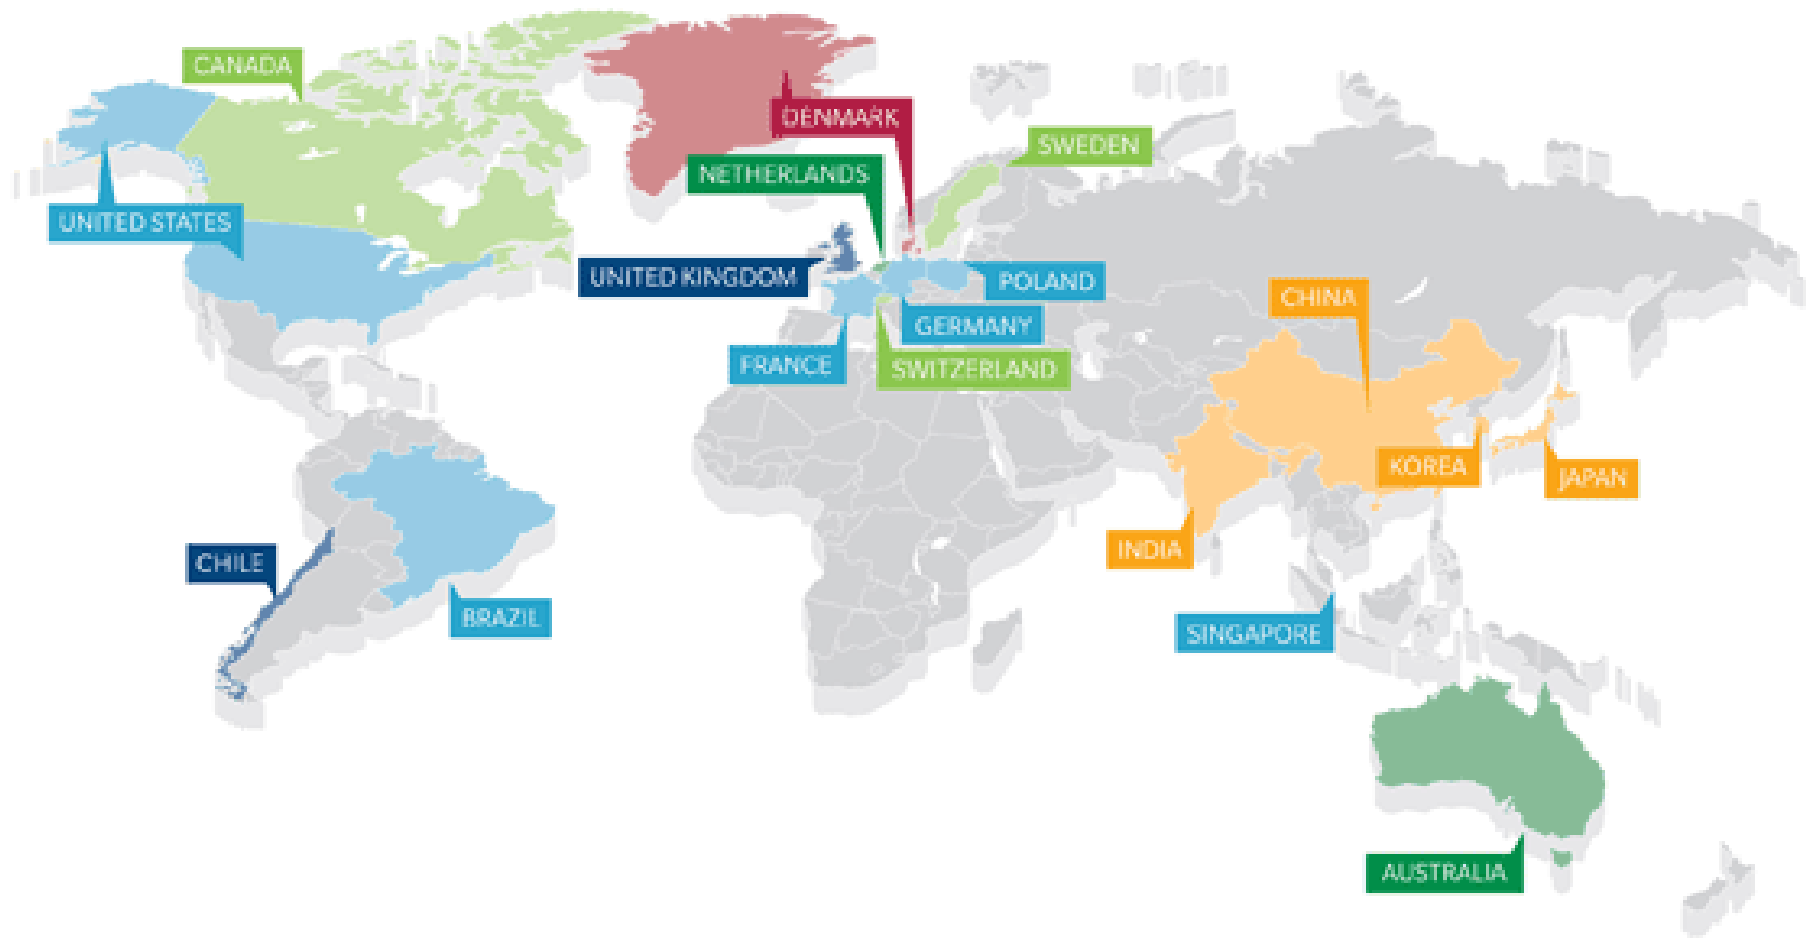 CANADA
DENMARK
SWEDEN
NETHERLANDS
UNITED STATES
UNITED KINGDOM
POLAND
CHINA
GERMANY
FRANCE
SWITZERLAND
KOREA
JAPAN
INDIA
CHILE
BRAZIL
SINGAPORE
AUSTRALIA